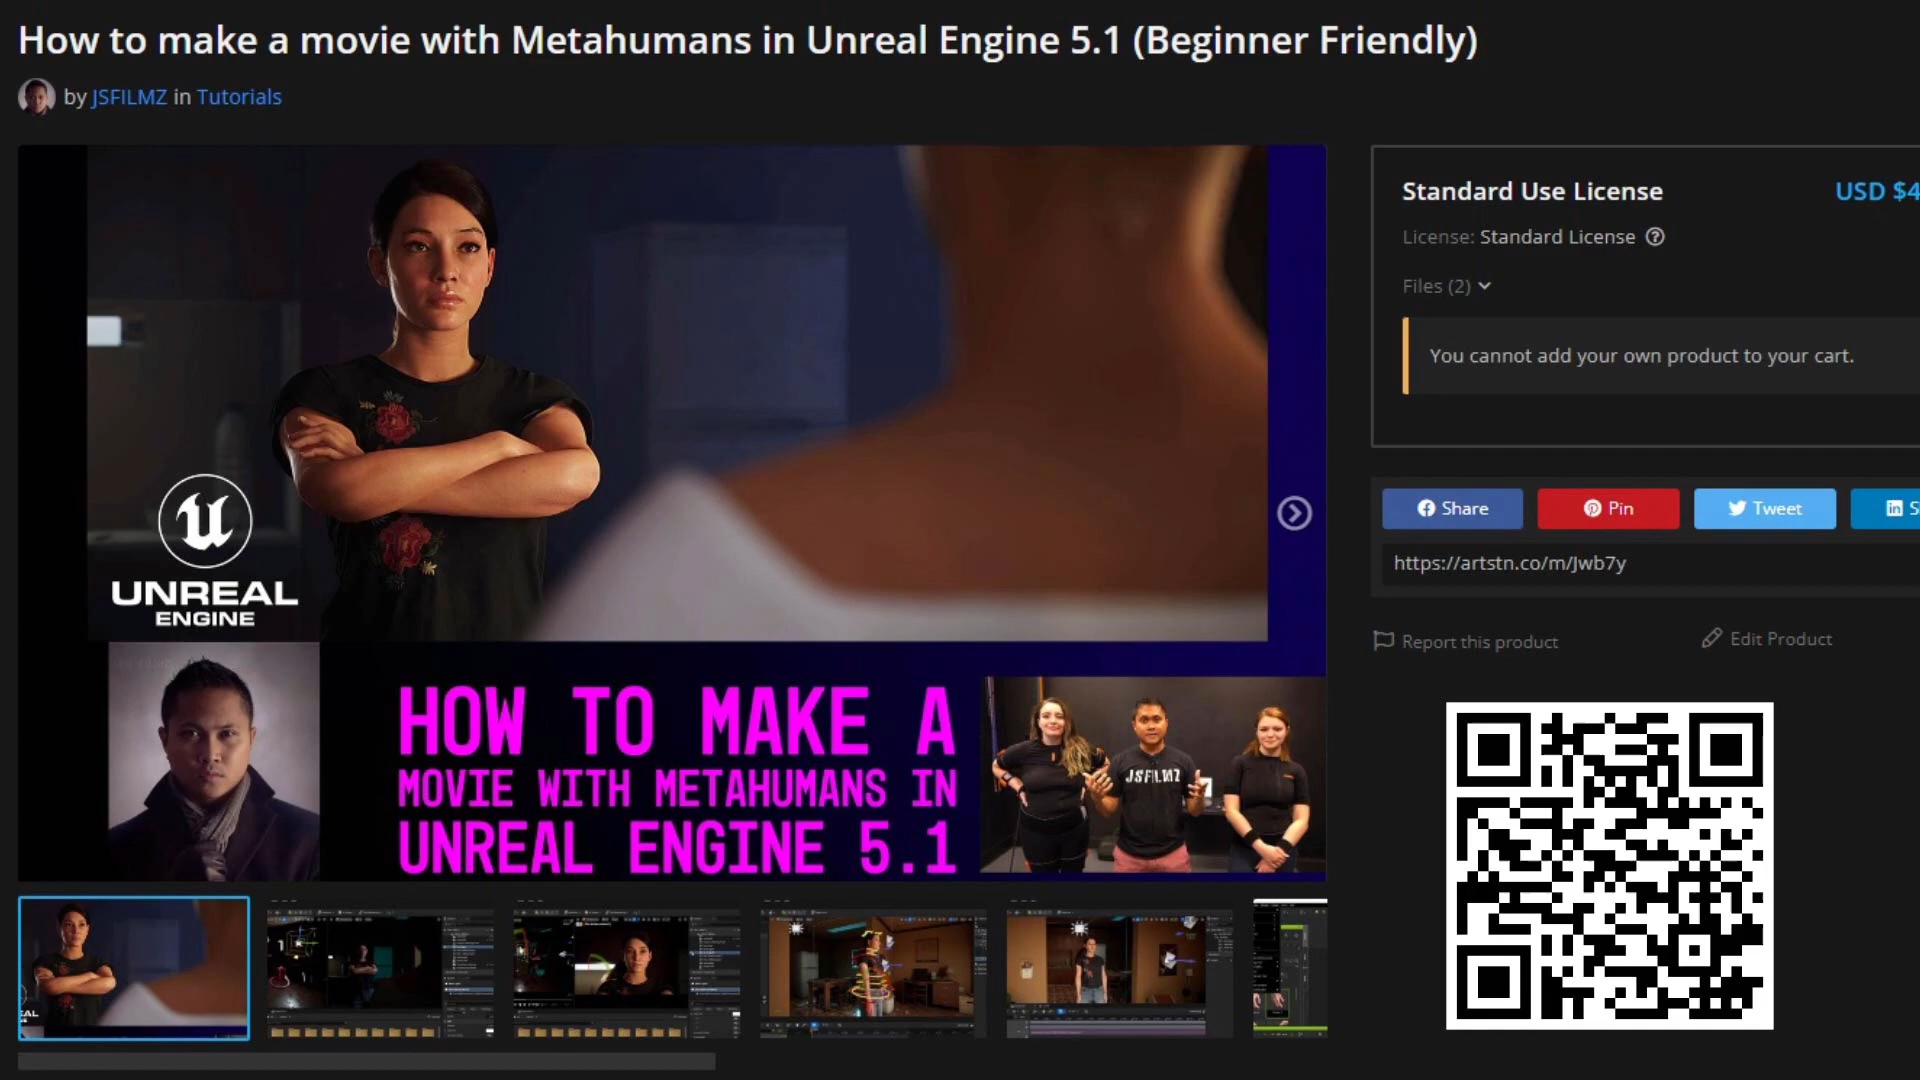 How to make a movie with Metahumans in Unreal Engine 5.1 (Beginner Friendly)
by JSFILMZ in Tutorials
UNREAL
ENGINE
HOW TO MAKE A
MOVIE WITH METAHUMANS IN
UNREAL ENGINE 5.1
JSFILMZ
Standard Use License
USD $4
License: Standard License
Files (2)
You cannot add your own product to your cart.
Share
Pin
Tweet
https://artstn.co/m/Jwb7y
Report this product
Edit Product